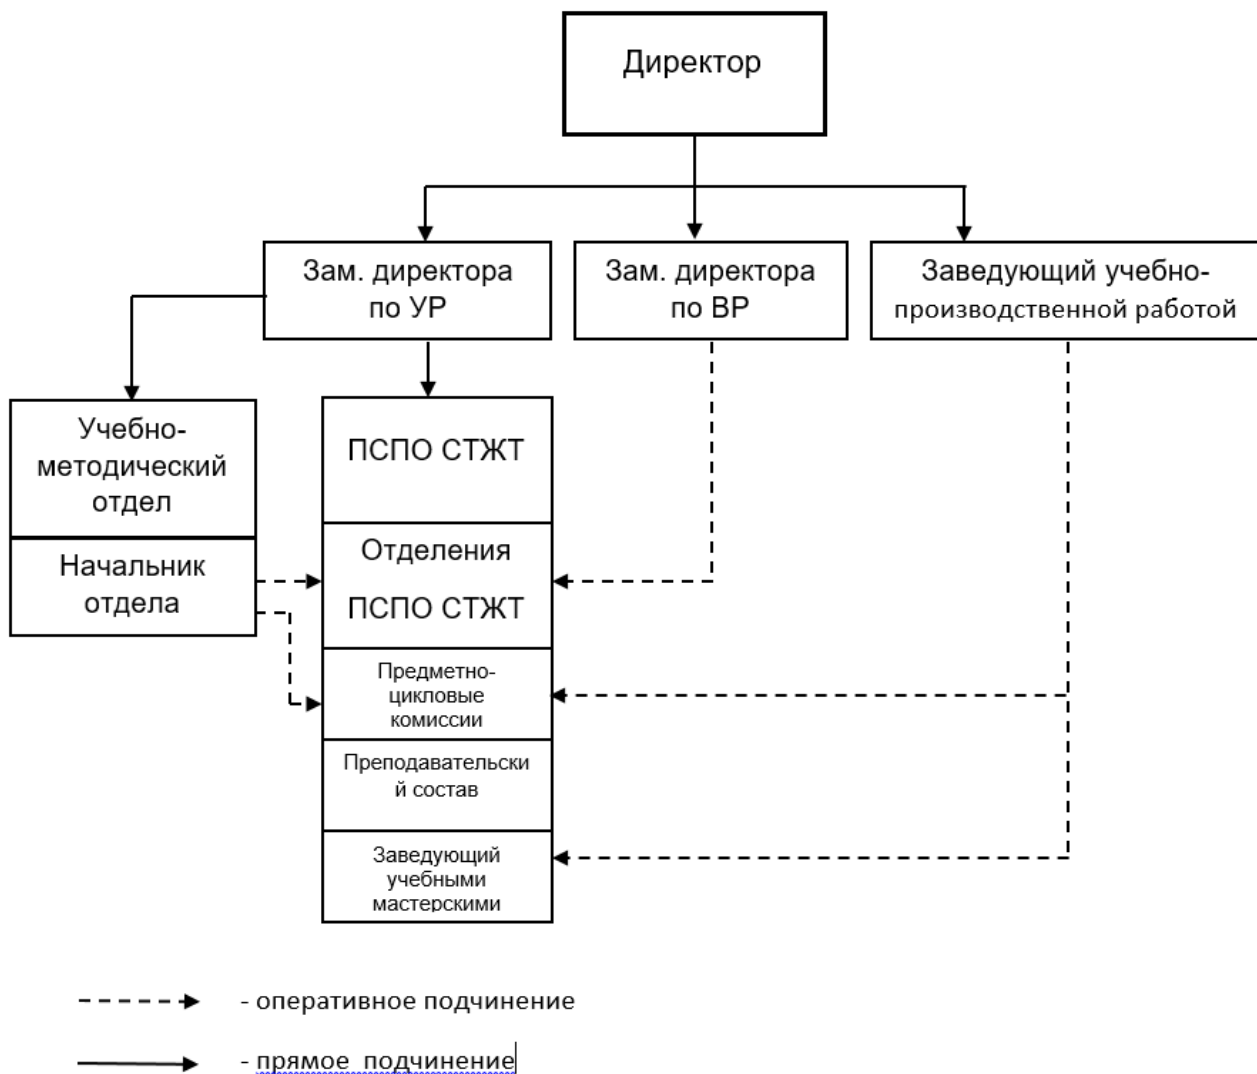 Директор
Зам. директора
по УР
Зам. директора
по ВР
Заведующий учебно-
производственной работой
Учебно-
методический
отдел
Начальник
отдела
ПСПО СТЖТ
Отделения
ПСПО СТЖТ
Предметно-
цикловые
комиссии
Преподавательски
й состав
Заведующий
учебными
мастерскими
- оперативное подчинение
- прямое подчинение